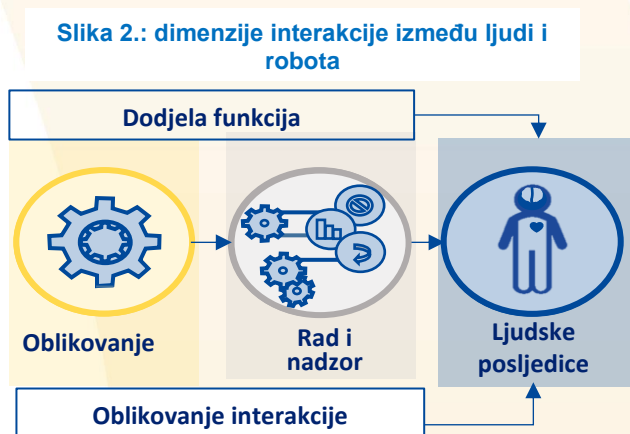 Slika 2.: dimenzije interakcije između ljudi i
robota
Dodjela funkcija
Oblikovanje
Rad i
nadzor
Ljudske
posljedice
Oblikovanje interakcije